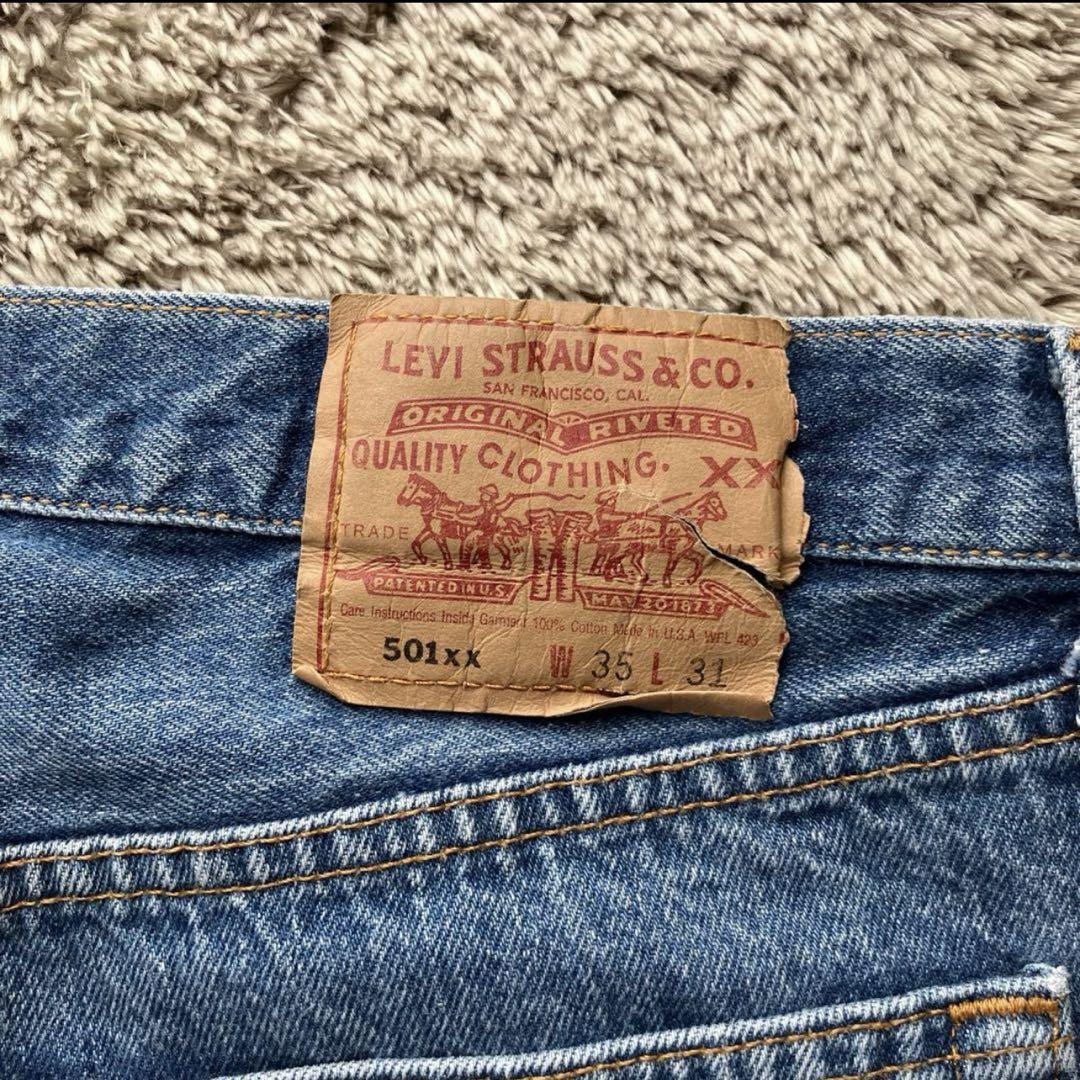 LEVI STRAUSS & CO.
SAN FRANCISCO, CAL.
ORIGINAL RIVETED
QUALITY CLOTHING. XX
TRADE MARK
PATENTED IN U.S. MAY 20 1873
Care Instructions Inside Garment 100% Cotton Made in U.S.A. WPL 423
501xx W 35 L 31